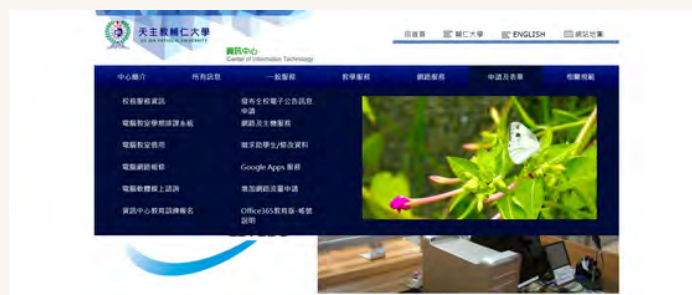 天主教輔仁大學
FU JEN CATHOLIC UNIVERSITY
資訊中心
Center of Information Technology
回首頁
輔仁大學
ENGLISH
網站地圖
中心簡介 所有訊息 一般服務 教學服務 網路服務 申請及表單 相關規範
校務服務資訊
發布全校電子公告訊息申請
電腦教室學期排課系統
網路及主機服務
電腦教室借用
徵求助學生/修改資料
電腦網路報修
Google Apps 服務
電腦軟體線上諮詢
增加網路流量申請
資訊中心教育訓練報名
Office365教育版-帳號說明